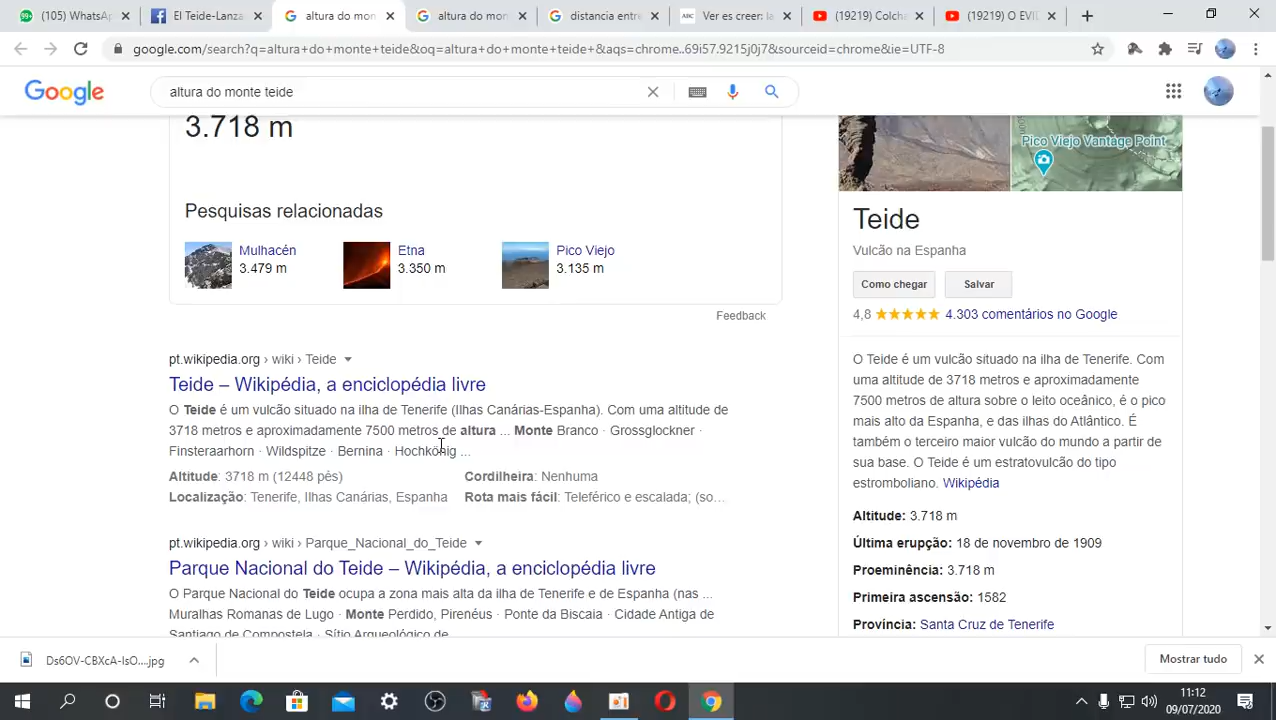 (105) WhatsA
El Teide-Lanza
altura do mon
altura do mon
distancia entre
Ver es creer: la
(19219) Colcha
(19219) O EVID
google.com/search?q=altura+do+monte+teide&oq=altura+do+monte+teide+&aqs=chrome..69i57.9215j0j7&sourceid=chrome&ie=UTF-8
Google
altura do monte teide
3.718 m
Pico Viejo Vantage Point
Pesquisas relacionadas
Mulhacén
3.479 m
Etna
3.350 m
Pico Viejo
3.135 m
Feedback
Teide
Vulcão na Espanha
Como chegar
Salvar
4,8
4.303 comentários no Google
pt.wikipedia.org › wiki › Teide
Teide – Wikipédia, a enciclopédia livre
O Teide é um vulcão situado na ilha de Tenerife (Ilhas Canárias-Espanha). Com uma altitude de
3718 metros e aproximadamente 7500 metros de altura ... Monte Branco · Grossglockner ·
Finsteraarhorn · Wildspitze · Bernina · Hochkönig ...
Altitude: 3718 m (12448 pés)
Cordilheira: Nenhuma
Localização: Tenerife, Ilhas Canárias, Espanha
Rota mais fácil: Teleférico e escalada; (so...
pt.wikipedia.org › wiki › Parque_Nacional_do_Teide
Parque Nacional do Teide – Wikipédia, a enciclopédia livre
O Parque Nacional do Teide ocupa a zona mais alta da ilha de Tenerife e de Espanha (nas ...
Muralhas Romanas de Lugo · Monte Perdido, Pirenéus · Ponte da Biscaia · Cidade Antiga de
Santiago de Compostela · Sítio Arqueológico de
O Teide é um vulcão situado na ilha de Tenerife. Com
uma altitude de 3718 metros e aproximadamente
7500 metros de altura sobre o leito oceânico, é o pico
mais alto da Espanha, e das ilhas do Atlântico. É
também o terceiro maior vulcão do mundo a partir de
sua base. O Teide é um estratovulcão do tipo
estromboliano. Wikipédia
Altitude: 3.718 m
Última erupção: 18 de novembro de 1909
Proeminência: 3.718 m
Primeira ascensão: 1582
Província: Santa Cruz de Tenerife
Ds6OV-CBXcA-IsO....jpg
Mostrar tudo
11:12
09/07/2020